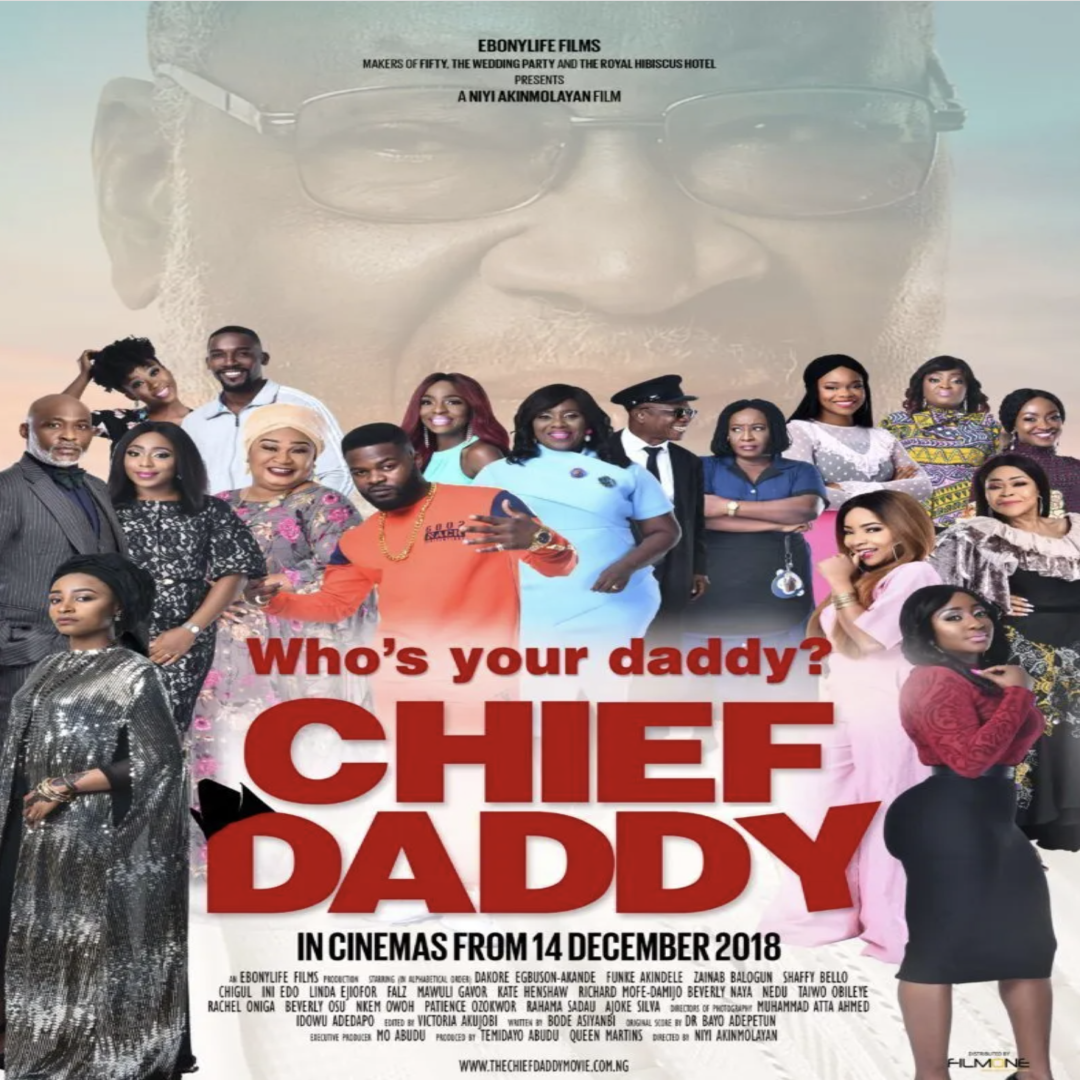 EBONYLIFE FILMS
MAKERS OF FIFTY, THE WEDDING PARTY AND THE ROYAL HIBISCUS HOTEL
PRESENTS
A NIYI AKINMOLAYAN FILM
Who's your daddy?
CHIEF
DADDY
IN CINEMAS FROM 14 DECEMBER 2018
AN EBONYLIFE FILMS PRODUCTION STARRING (IN ALPHABETICAL ORDER) DAKORE EGBUSON-AKANDE FUNKE AKINDELE ZAINAB BALOGUN SHAFFY BELLO
CHIGUL INI EDO LINDA EJIOFOR FALZ MAWULI GAVOR KATE HENSHAW RICHARD MOFE-DAMIJO BEVERLY NAYA NEDU TAIWO OBILEYE
RACHEL ONIGA BEVERLY OSU NKEM OWOH PATIENCE OZOKWOR RAHAMA SADAU AJOKE SILVA DIRECTORS OF PHOTOGRAPHY MUHAMMAD ATTA AHMED
IDOWU ADEDAPO EDITED BY VICTORIA AKUJOBI WRITTEN BY BODE ASIYANBI ORIGINAL SCORE BY DR BAYO ADEPETUN
EXECUTIVE PRODUCER MO ABUDU PRODUCED BY TEMIDAYO ABUDU QUEEN MARTINS DIRECTED BY NIYI AKINMOLAYAN
WWW.THECHIEFDADDYMOVIE.COM.NG
DISTRIBUTED BY
FILMONE